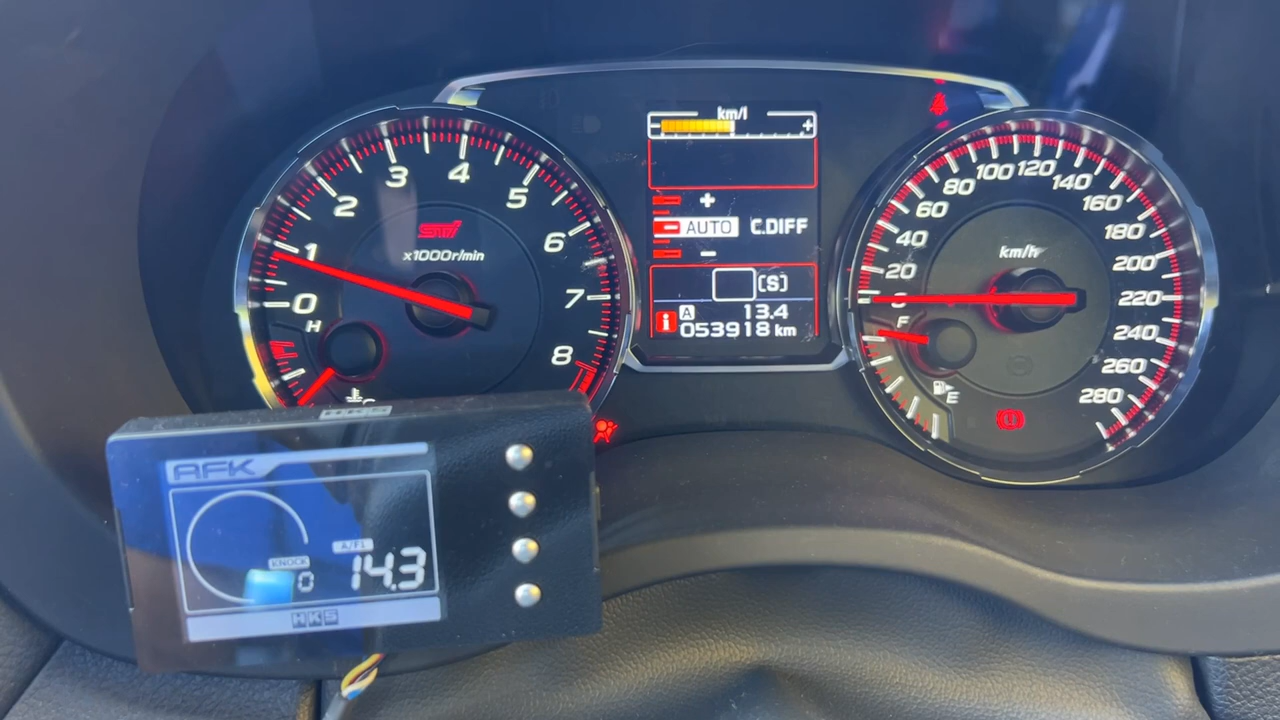 km/l
- +
+
AUTO C.DIFF
-
[S]
A 13.4
i 053918 km
0 1 2 3 4 5 6 7 8
STI
x1000r/min
H
C
0 20 40 60 80 100 120 140 160 180 200 220 240 260 280
km/h
F
E
HKS
AFK
KNOCK 0
A/F1 14.3
HKS